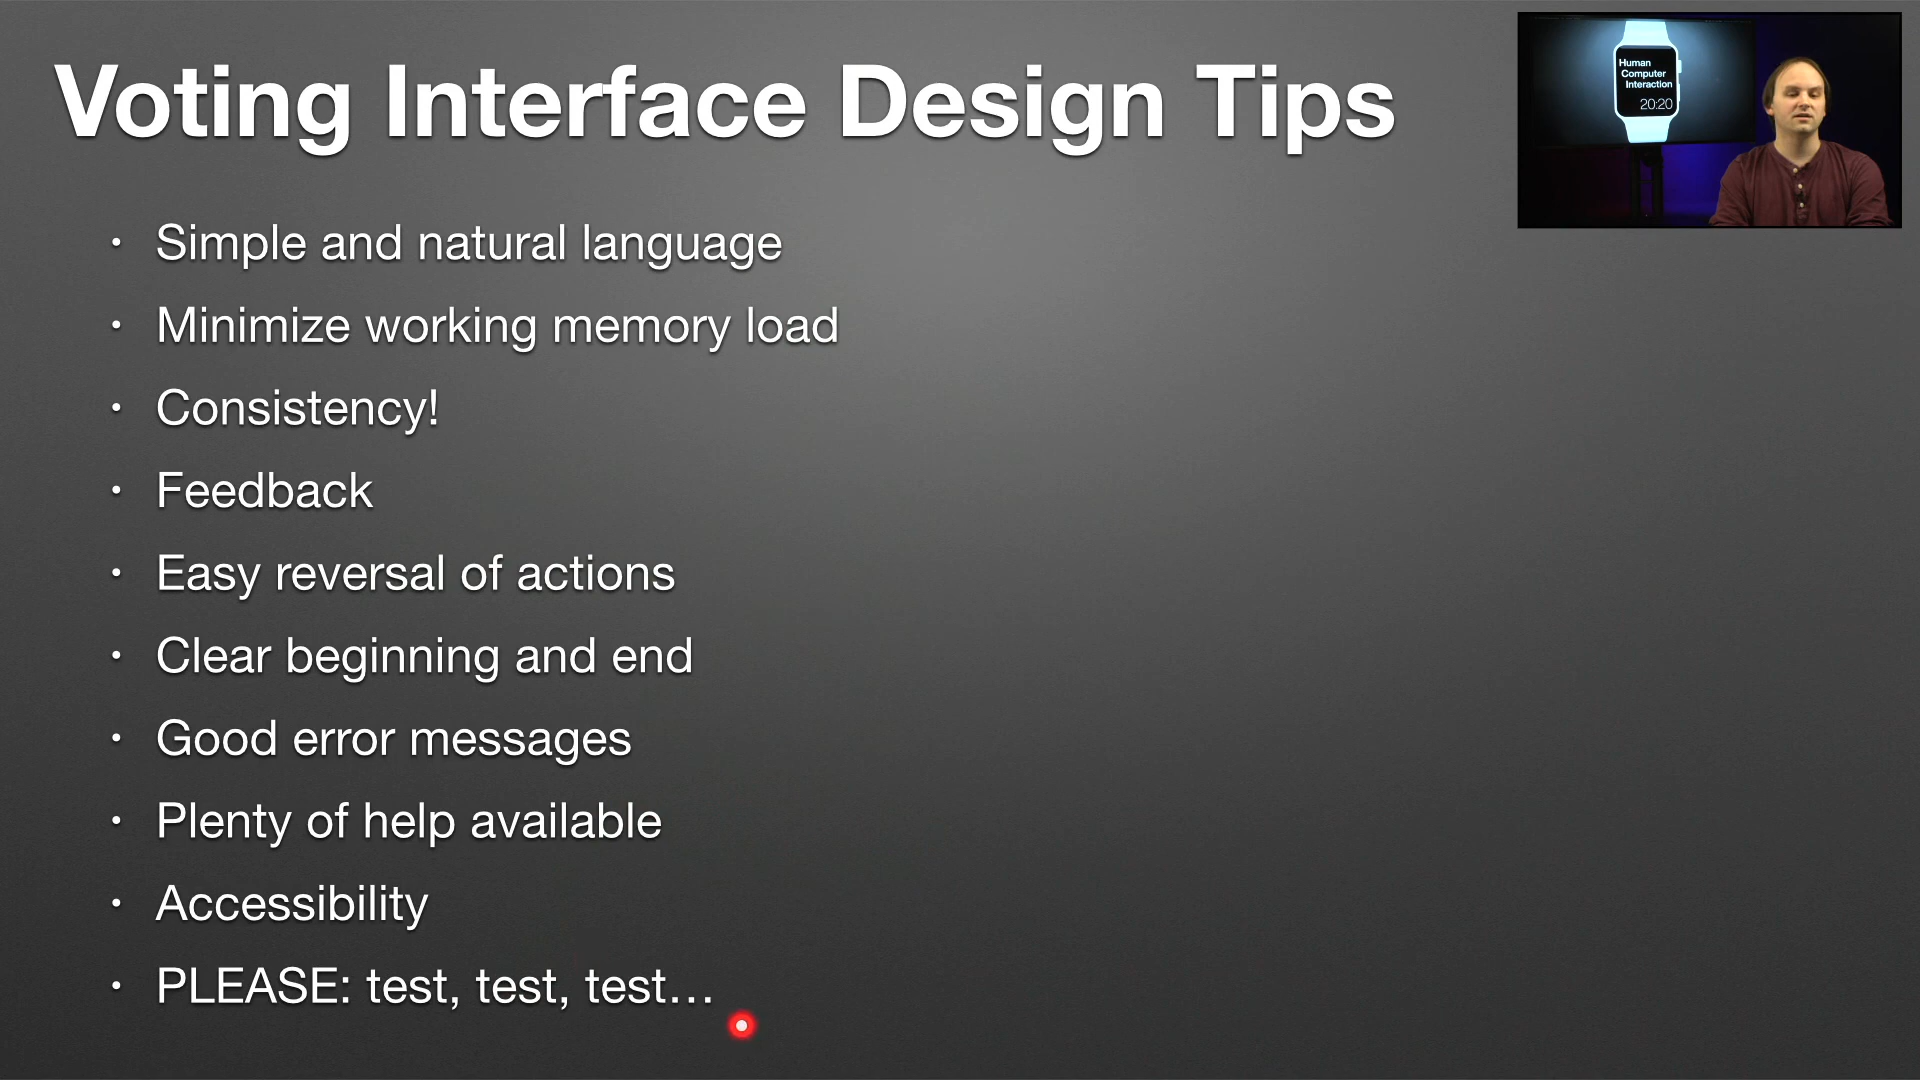 Voting Interface Design Tips
• Simple and natural language
• Minimize working memory load
• Consistency!
• Feedback
• Easy reversal of actions
• Clear beginning and end
• Good error messages
• Plenty of help available
• Accessibility
• PLEASE: test, test, test…
Human
Computer
Interaction
20:20